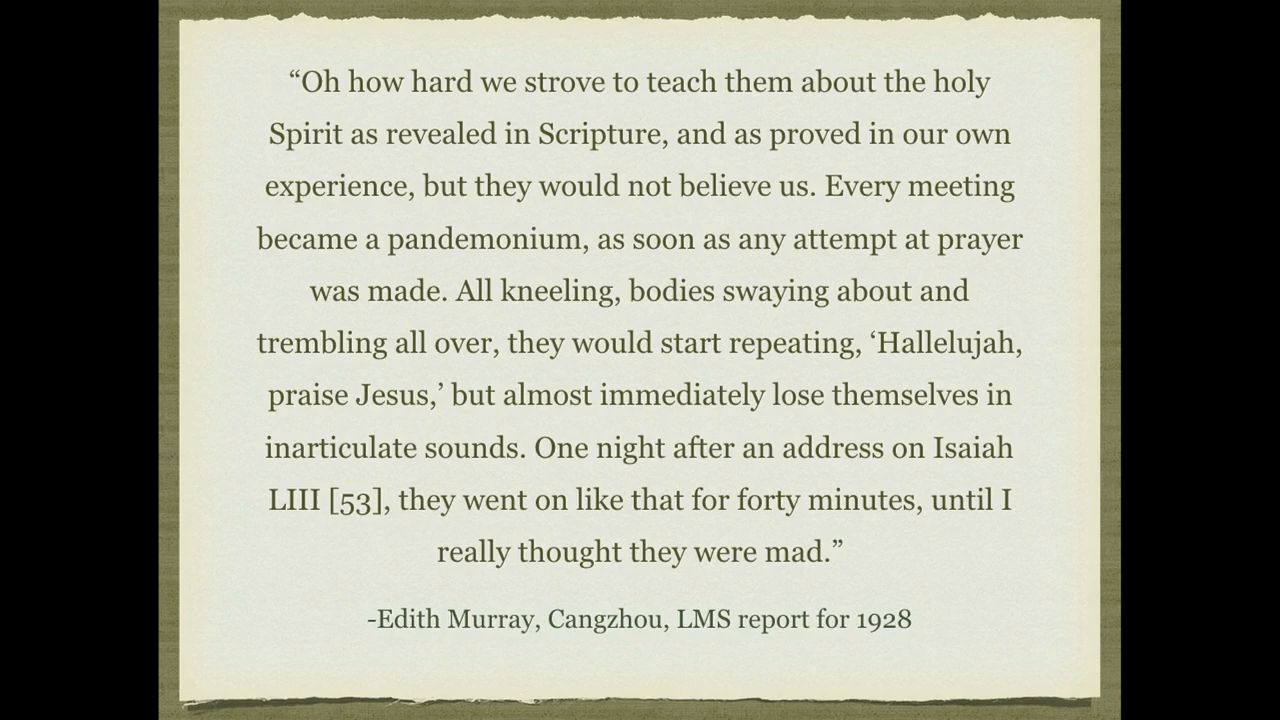 “Oh how hard we strove to teach them about the holy
Spirit as revealed in Scripture, and as proved in our own
experience, but they would not believe us. Every meeting
became a pandemonium, as soon as any attempt at prayer
was made. All kneeling, bodies swaying about and
trembling all over, they would start repeating, ‘Hallelujah,
praise Jesus,’ but almost immediately lose themselves in
inarticulate sounds. One night after an address on Isaiah
LIII [53], they went on like that for forty minutes, until I
really thought they were mad.”
-Edith Murray, Cangzhou, LMS report for 1928